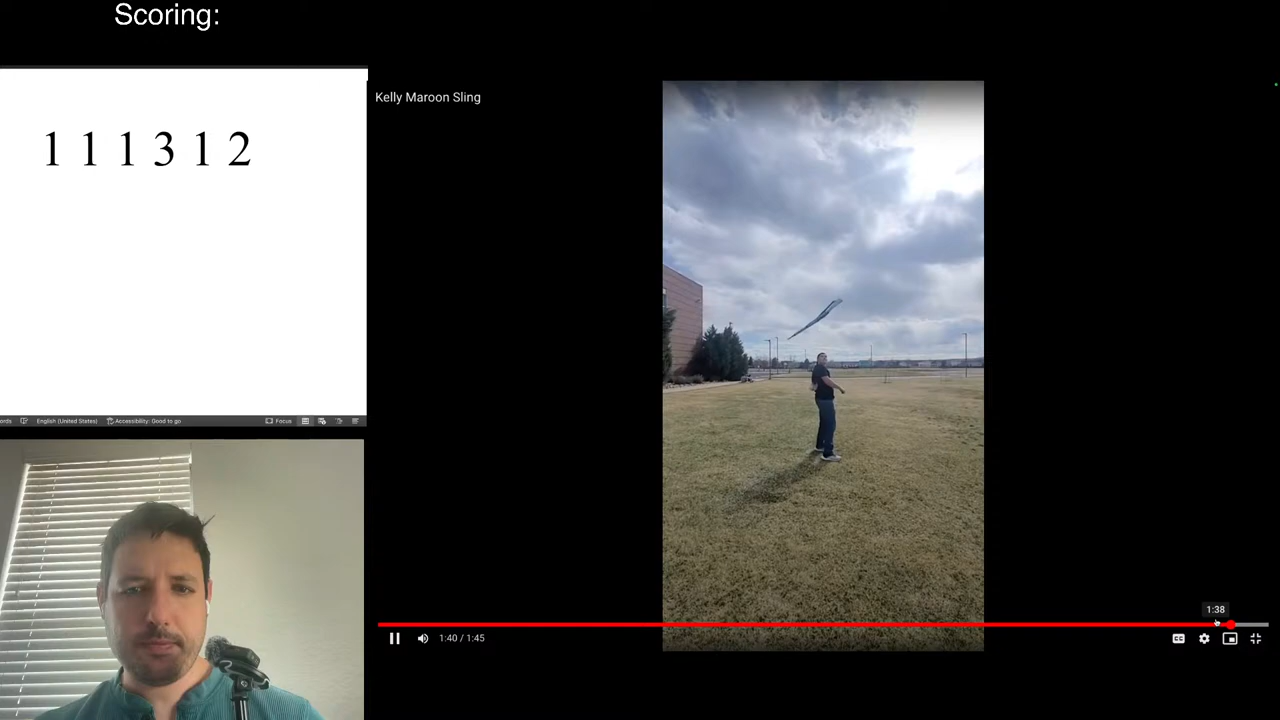 Scoring:
1 1 1 3 1 2
Kelly Maroon Sling
English (United States)
Accessibility: Good to go
Focus
1:38
1:40 / 1:45
CC